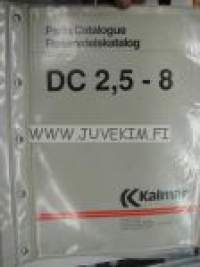 Parts Catalogue
Reservdelskatalog
DC 2,5 - 8
WWW.JUVEKIM.FI
Kalmar